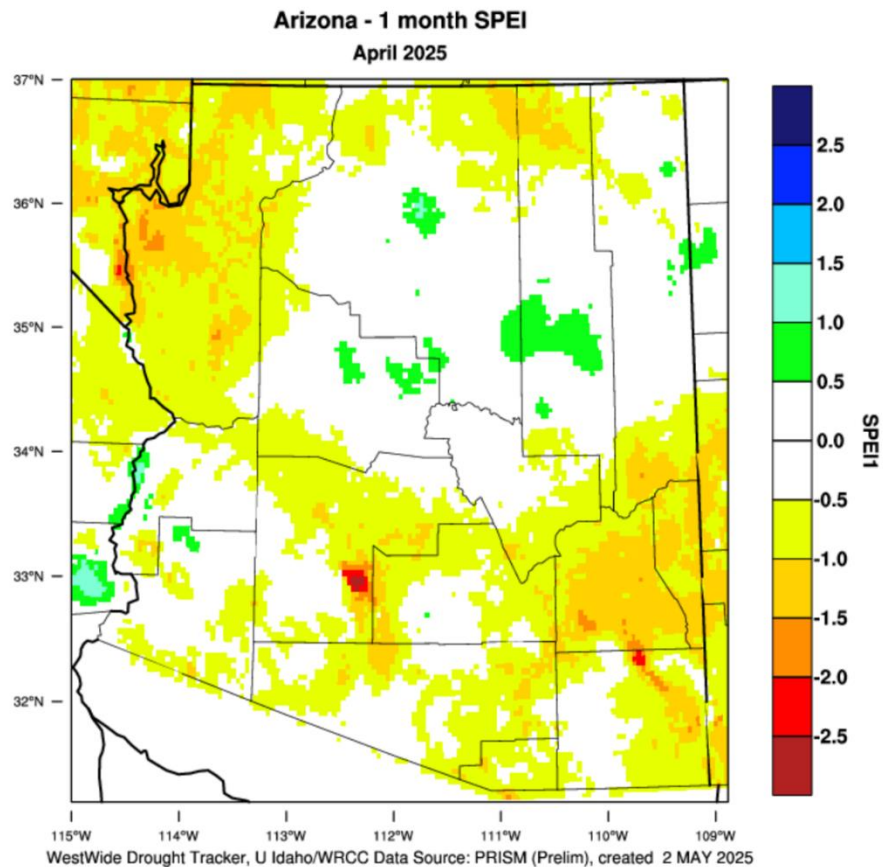 Arizona - 1 month SPEI
April 2025
37°N
36°N
35°N
34°N
33°N
32°N
115°W 114°W 113°W 112°W 111°W 110°W 109°W
2.5
2.0
1.5
1.0
0.5
0.0
-0.5
-1.0
-1.5
-2.0
-2.5
SPEI1
WestWide Drought Tracker, U Idaho/WRCC Data Source: PRISM (Prelim), created 2 MAY 2025